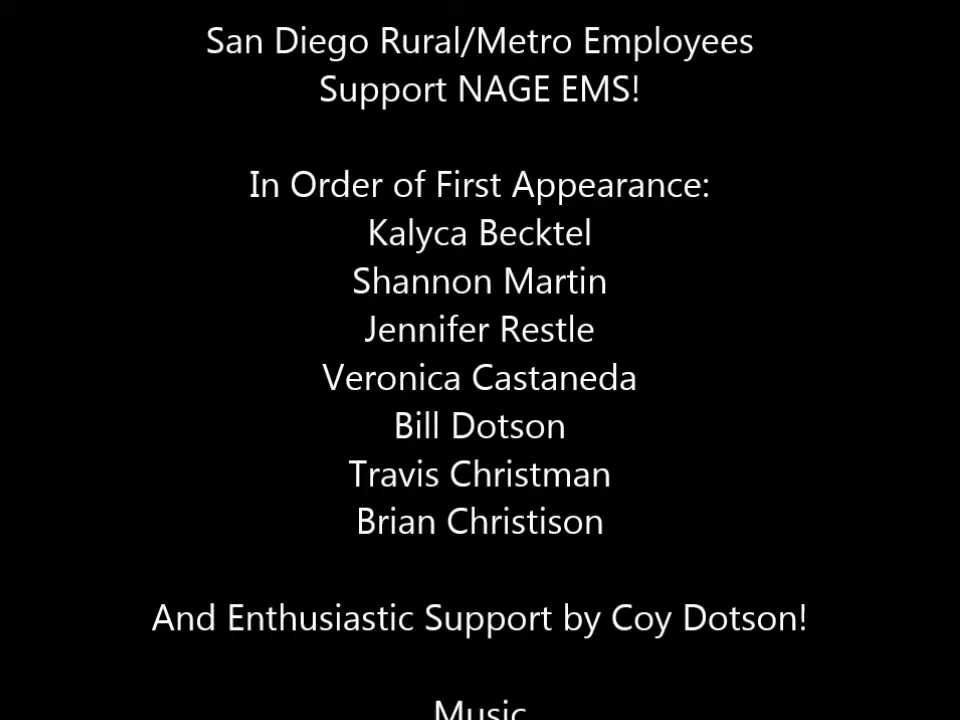 San Diego Rural/Metro Employees
Support NAGE EMS!
In Order of First Appearance:
Kalyca Becktel
Shannon Martin
Jennifer Restle
Veronica Castaneda
Bill Dotson
Travis Christman
Brian Christison
And Enthusiastic Support by Coy Dotson!
Music